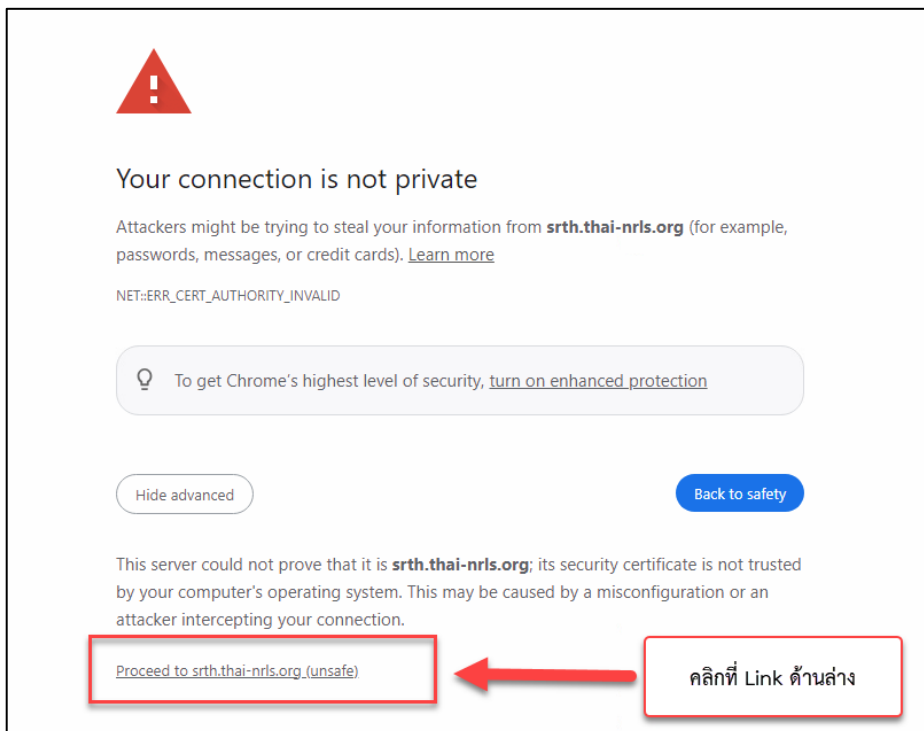 Your connection is not private
Attackers might be trying to steal your information from srth.thai-nrls.org (for example,
passwords, messages, or credit cards). Learn more
NET::ERR_CERT_AUTHORITY_INVALID
To get Chrome's highest level of security, turn on enhanced protection
Hide advanced
Back to safety
This server could not prove that it is srth.thai-nrls.org; its security certificate is not trusted
by your computer's operating system. This may be caused by a misconfiguration or an
attacker intercepting your connection.
Proceed to srth.thai-nrls.org (unsafe)
คลิกที่ Link ด้านล่าง